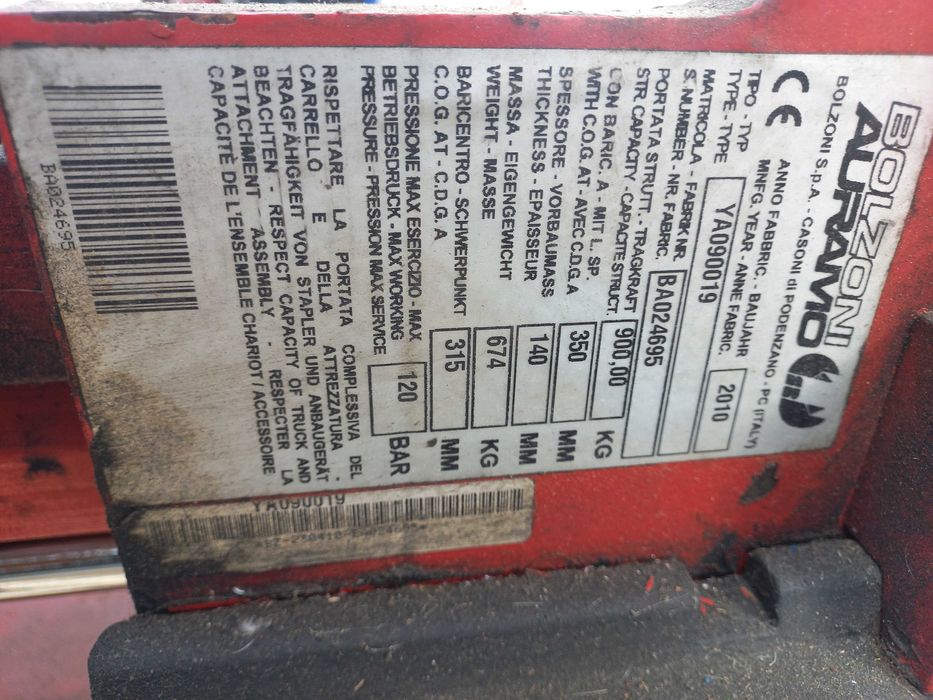 BOLZONI
AURAMO
BOLZONI S.p.A. - CASONI di PODENZANO - PC (ITALY)
CE ANNO FABBRIC. - BAUJAHR
MNFG. YEAR - ANNE FABRIC. 2010
TIPO - TYP
TYPE - TYPE YA090019
MATRICOLA - FABRIK NR.
S. NUMBER - NR. FABRIC. BA024695
PORTATA STRUTT. - TRAGKRAFT
STR. CAPACITY - CAPACITE STRUCT. 900,00 KG
CON BARIC. A - MIT L. SP.
WITH C.O.G. AT - AVEC C.D.G. A 350 MM
SPESSORE - VORBAUMASS
THICKNESS - EPAISSEUR 140 MM
MASSA - EIGENGEWICHT
WEIGHT - MASSE 674 KG
BARICENTRO - SCHWERPUNKT
C.O.G. AT - C.D.G. A 315 MM
PRESSIONE MAX ESERCIZIO - MAX
BETRIEBSDRUCK - MAX WORKING
PRESSURE - PRESSION MAX SERVICE 120 BAR
RISPETTARE LA PORTATA COMPLESSIVA DEL
CARRELLO E DELLA ATTREZZATURA -
TRAGFÄHIGKEIT VON STAPLER UND ANBAUGERÄT
BEACHTEN - RESPECT CAPACITY OF TRUCK AND
ATTACHMENT ASSEMBLY - RESPECTER LA
CAPACITÈ DE L'ENSEMBLE CHARIOT / ACCESSOIRE
BA024695
YA090019